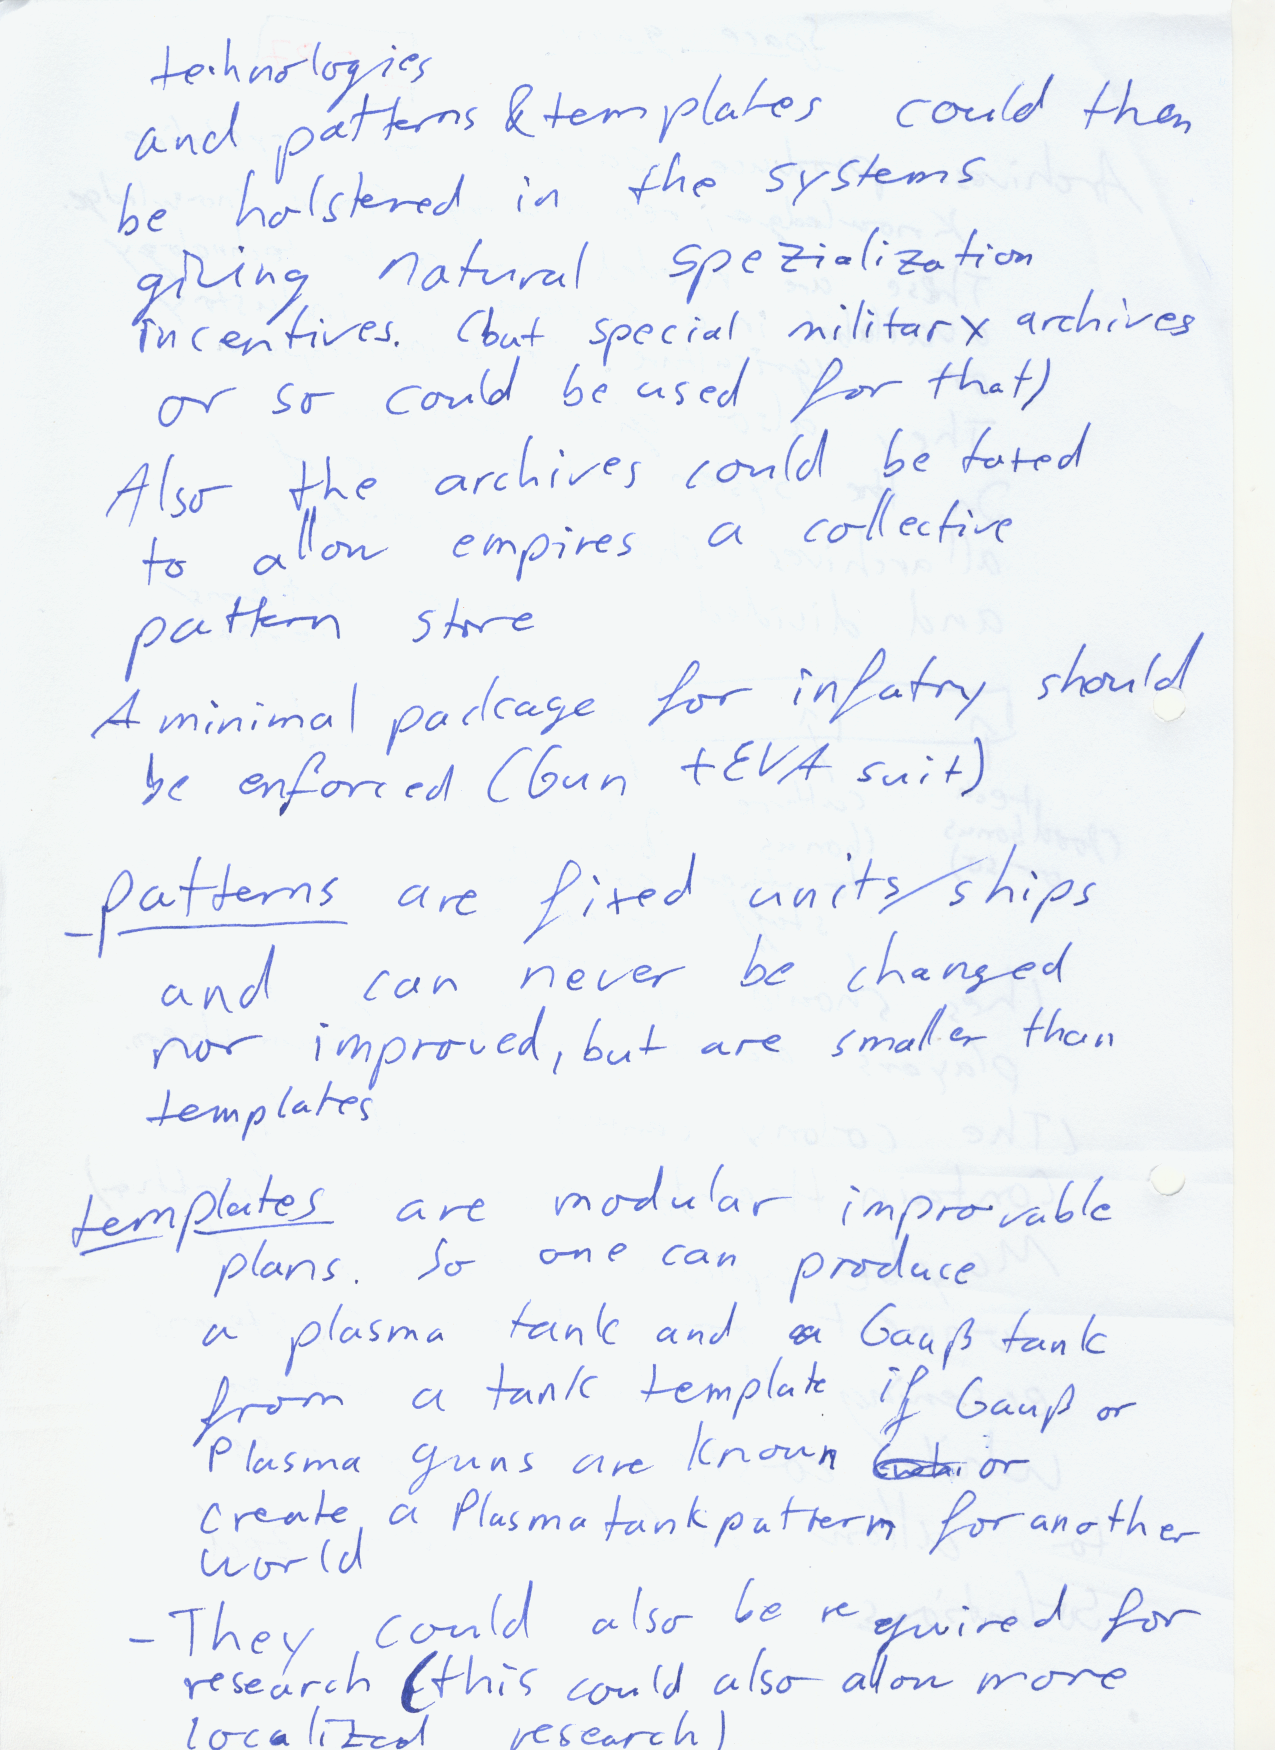 technologies
and patterns & templates could then
be holstered in the systems
giving natural spezialization
incentives. (but special military archives
or so could be used for that)
Also the archives could be taxed
to allow empires a collective
pattern store
A minimal package for infatry should
be enforced (Gun + EVA suit)
- patterns are fixed units/ships
and can never be changed
nor improved, but are smaller than
templates
templates are modular improvable
plans. So one can produce
a plasma tank and a Gauß tank
from a tank template if Gauß or
Plasma guns are known or
create a Plasmatankpattern for another
world
- They could also be required for
research (this could also allow more
localized research)